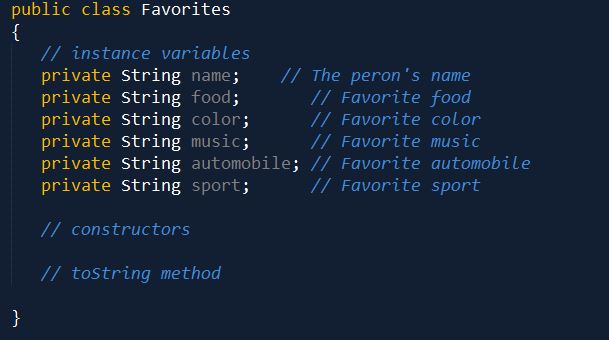 public class Favorites
{
// instance variables
private String name; // The peron's name
private String food; // Favorite food
private String color; // Favorite color
private String music; // Favorite music
private String automobile; // Favorite automobile
private String sport; // Favorite sport
// constructors
// toString method
}